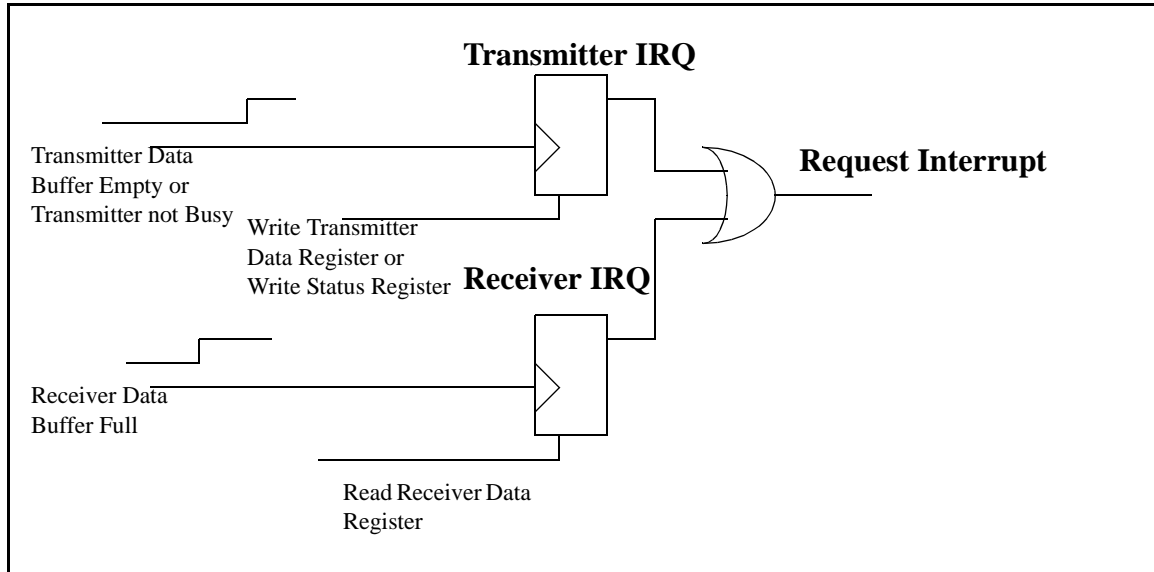 Transmitter IRQ
Transmitter Data
Buffer Empty or
Transmitter not Busy
Request Interrupt
Write Transmitter
Data Register or
Write Status Register
Receiver IRQ
Receiver Data
Buffer Full
Read Receiver Data
Register